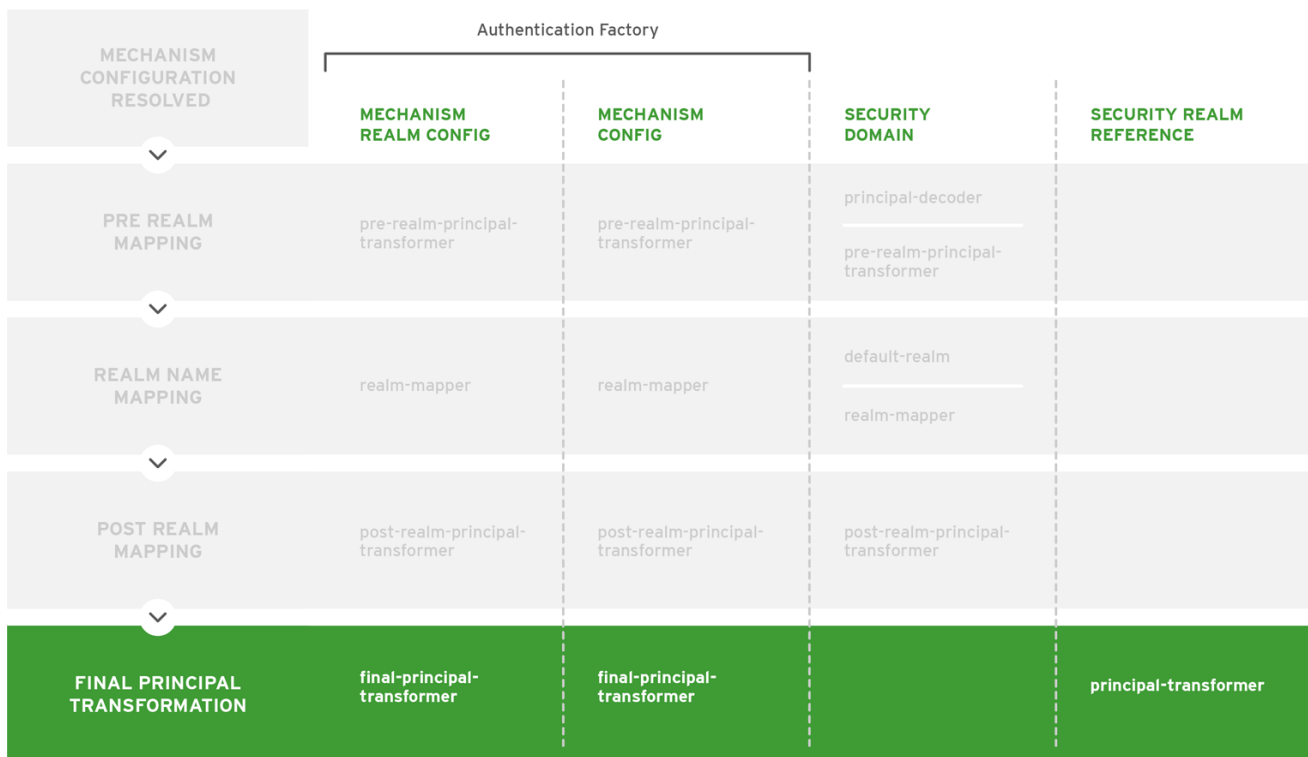 Authentication Factory
MECHANISM
CONFIGURATION
RESOLVED
MECHANISM
REALM CONFIG
MECHANISM
CONFIG
SECURITY
DOMAIN
SECURITY REALM
REFERENCE
PRE REALM
MAPPING
pre-realm-principal-
transformer
pre-realm-principal-
transformer
principal-decoder
pre-realm-principal-
transformer
REALM NAME
MAPPING
realm-mapper
realm-mapper
default-realm
realm-mapper
POST REALM
MAPPING
post-realm-principal-
transformer
post-realm-principal-
transformer
post-realm-principal-
transformer
FINAL PRINCIPAL
TRANSFORMATION
final-principal-
transformer
final-principal-
transformer
principal-transformer